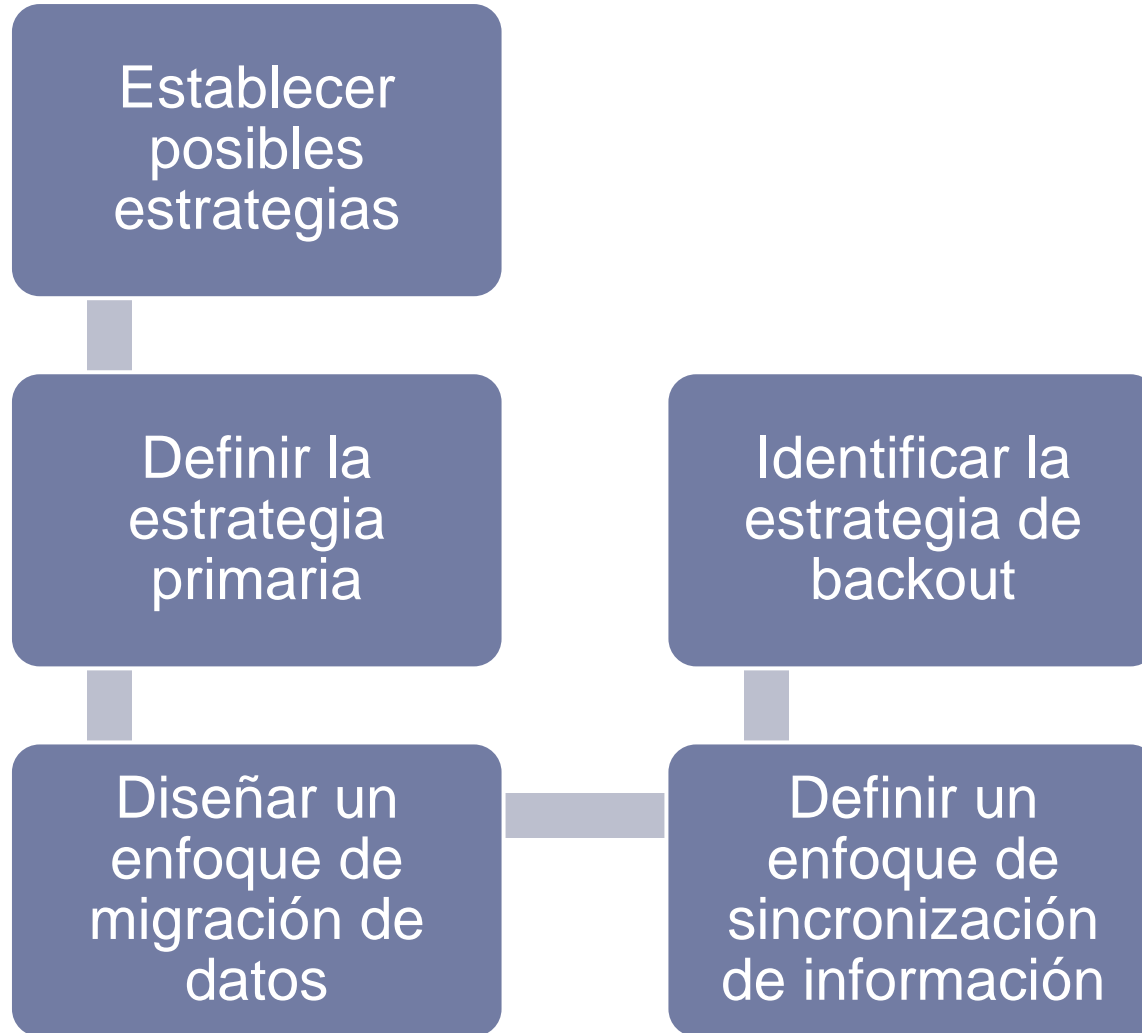 Establecer
posibles
estrategias
Definir la
estrategia
primaria
Diseñar un
enfoque de
migración de
datos
Definir un
enfoque de
sincronización
de información
Identificar la
estrategia de
backout